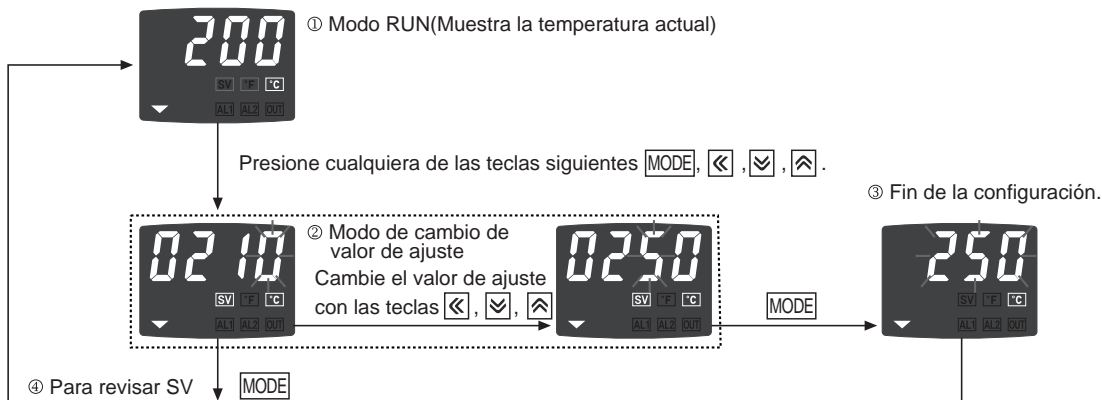 200
① Modo RUN(Muestra la temperatura actual)
SV °F °C
AL1 AL2 OUT
Presione cualquiera de las teclas siguientes MODE, « , ⩔ , ⩓ .
③ Fin de la configuración.
0210
② Modo de cambio de
valor de ajuste
Cambie el valor de ajuste
con las teclas « , ⩔ , ⩓
SV °F °C
AL1 AL2 OUT
0250
SV °F °C
AL1 AL2 OUT
MODE
250
SV °F °C
AL1 AL2 OUT
④ Para revisar SV MODE